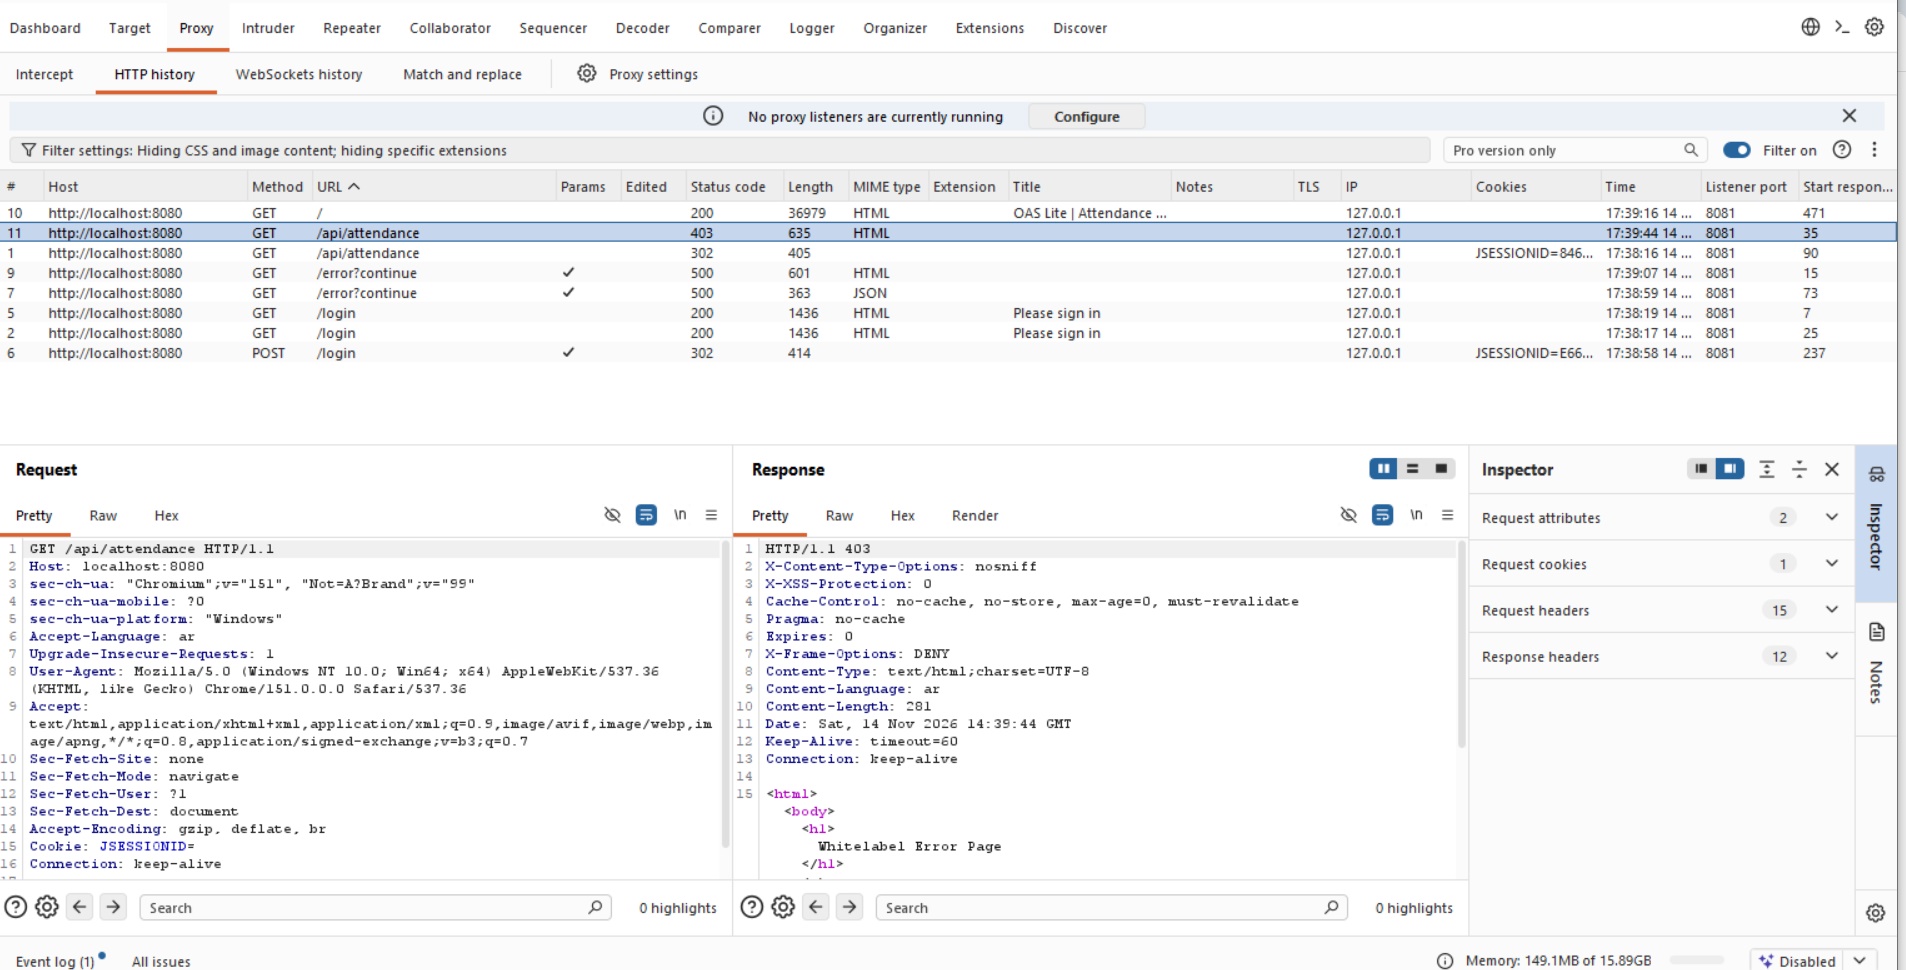 Dashboard Target Proxy Intruder Repeater Collaborator Sequencer Decoder Comparer Logger Organizer Extensions Discover
Intercept HTTP history WebSockets history Match and replace Proxy settings
No proxy listeners are currently running Configure
Filter settings: Hiding CSS and image content; hiding specific extensions Pro version only Filter on
# Host Method URL Params Edited Status code Length MIME type Extension Title Notes TLS IP Cookies Time Listener port Start respon...
10 http://localhost:8080 GET / 200 36979 HTML OAS Lite | Attendance ... 127.0.0.1 17:39:16 14 ... 8081 471
11 http://localhost:8080 GET /api/attendance 403 635 HTML 127.0.0.1 17:39:44 14 ... 8081 35
1 http://localhost:8080 GET /api/attendance 302 405 127.0.0.1 JSESSIONID=846... 17:38:16 14 ... 8081 90
9 http://localhost:8080 GET /error?continue ✓ 500 601 HTML 127.0.0.1 17:39:07 14 ... 8081 15
7 http://localhost:8080 GET /error?continue ✓ 500 363 JSON 127.0.0.1 17:38:59 14 ... 8081 73
5 http://localhost:8080 GET /login 200 1436 HTML Please sign in 127.0.0.1 17:38:19 14 ... 8081 7
2 http://localhost:8080 GET /login 200 1436 HTML Please sign in 127.0.0.1 17:38:17 14 ... 8081 25
6 http://localhost:8080 POST /login ✓ 302 414 127.0.0.1 JSESSIONID=E66... 17:38:58 14 ... 8081 237
Request
Pretty Raw Hex \n
1 GET /api/attendance HTTP/1.1
2 Host: localhost:8080
3 sec-ch-ua: "Chromium";v="151", "Not=A?Brand";v="99"
4 sec-ch-ua-mobile: ?0
5 sec-ch-ua-platform: "Windows"
6 Accept-Language: ar
7 Upgrade-Insecure-Requests: 1
8 User-Agent: Mozilla/5.0 (Windows NT 10.0; Win64; x64) AppleWebKit/537.36
(KHTML, like Gecko) Chrome/151.0.0.0 Safari/537.36
9 Accept:
text/html,application/xhtml+xml,application/xml;q=0.9,image/avif,image/webp,im
age/apng,*/*;q=0.8,application/signed-exchange;v=b3;q=0.7
10 Sec-Fetch-Site: none
11 Sec-Fetch-Mode: navigate
12 Sec-Fetch-User: ?1
13 Sec-Fetch-Dest: document
14 Accept-Encoding: gzip, deflate, br
15 Cookie: JSESSIONID=
16 Connection: keep-alive
Search 0 highlights
Response
Pretty Raw Hex Render \n
1 HTTP/1.1 403
2 X-Content-Type-Options: nosniff
3 X-XSS-Protection: 0
4 Cache-Control: no-cache, no-store, max-age=0, must-revalidate
5 Pragma: no-cache
6 Expires: 0
7 X-Frame-Options: DENY
8 Content-Type: text/html;charset=UTF-8
9 Content-Language: ar
10 Content-Length: 281
11 Date: Sat, 14 Nov 2026 14:39:44 GMT
12 Keep-Alive: timeout=60
13 Connection: keep-alive
14
15 <html>
<body>
<h1>
Whitelabel Error Page
</h1>
Search 0 highlights
Inspector
Request attributes 2
Request cookies 1
Request headers 15
Response headers 12
Inspector
Notes
Event log (1) All issues Memory: 149.1MB of 15.89GB Disabled